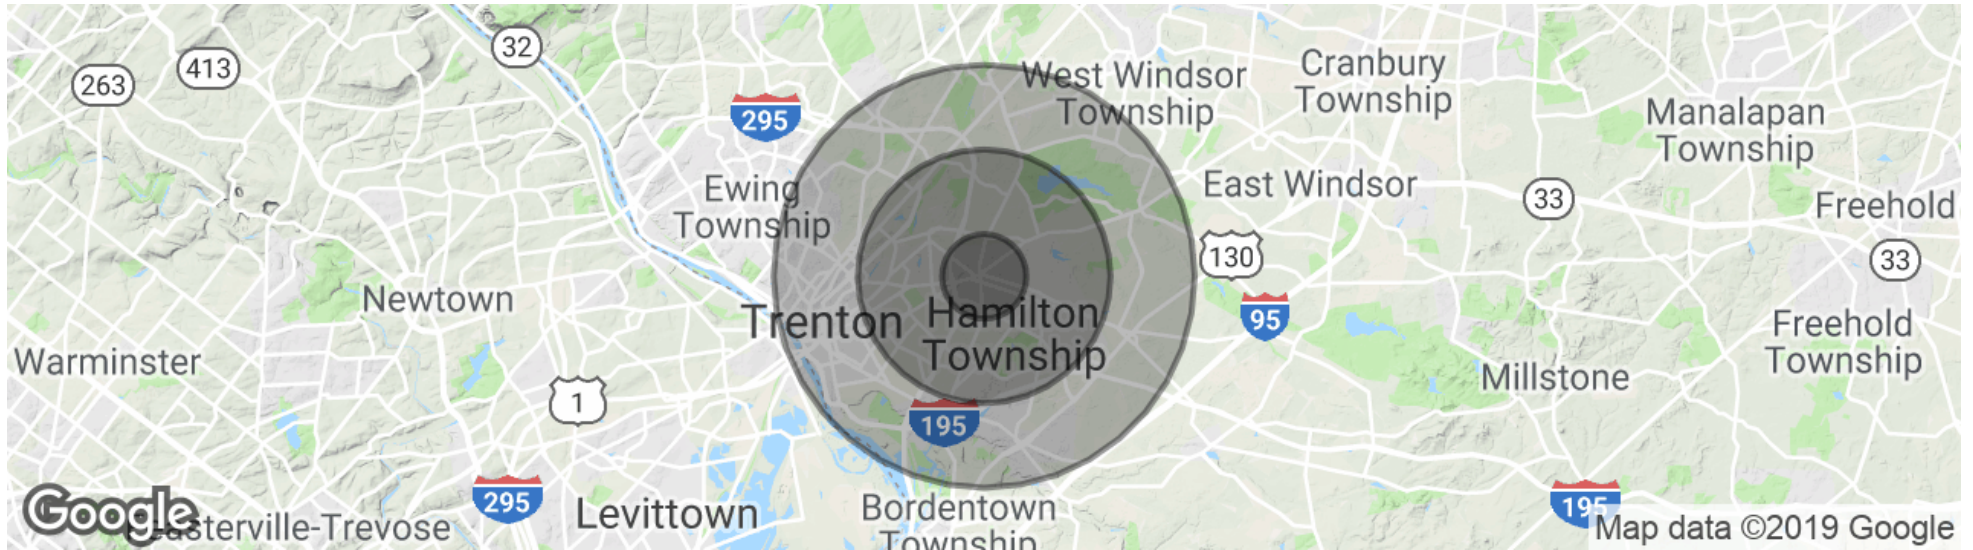 32
413
263
West Windsor
Township
Cranbury
Township
295
Manalapan
Township
Ewing
Township
East Windsor
33
Freehold
130
33
Newtown
Trenton
Hamilton
Township
95
Freehold
Township
Warminster
Millstone
1
195
295
Levittown
Bordentown
Township
195
Google
Feasterville-Trevose
Map data ©2019 Google